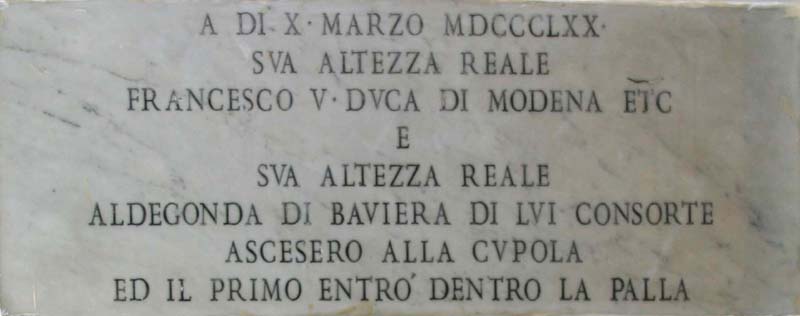 A DI X · MARZO MDCCCLXX ·
SVA ALTEZZA REALE
FRANCESCO V · DVCA DI MODENA ETC
E
SVA ALTEZZA REALE
ALDEGONDA DI BAVIERA DI LVI CONSORTE
ASCESERO ALLA CVPOLA
ED IL PRIMO ENTRO' DENTRO LA PALLA